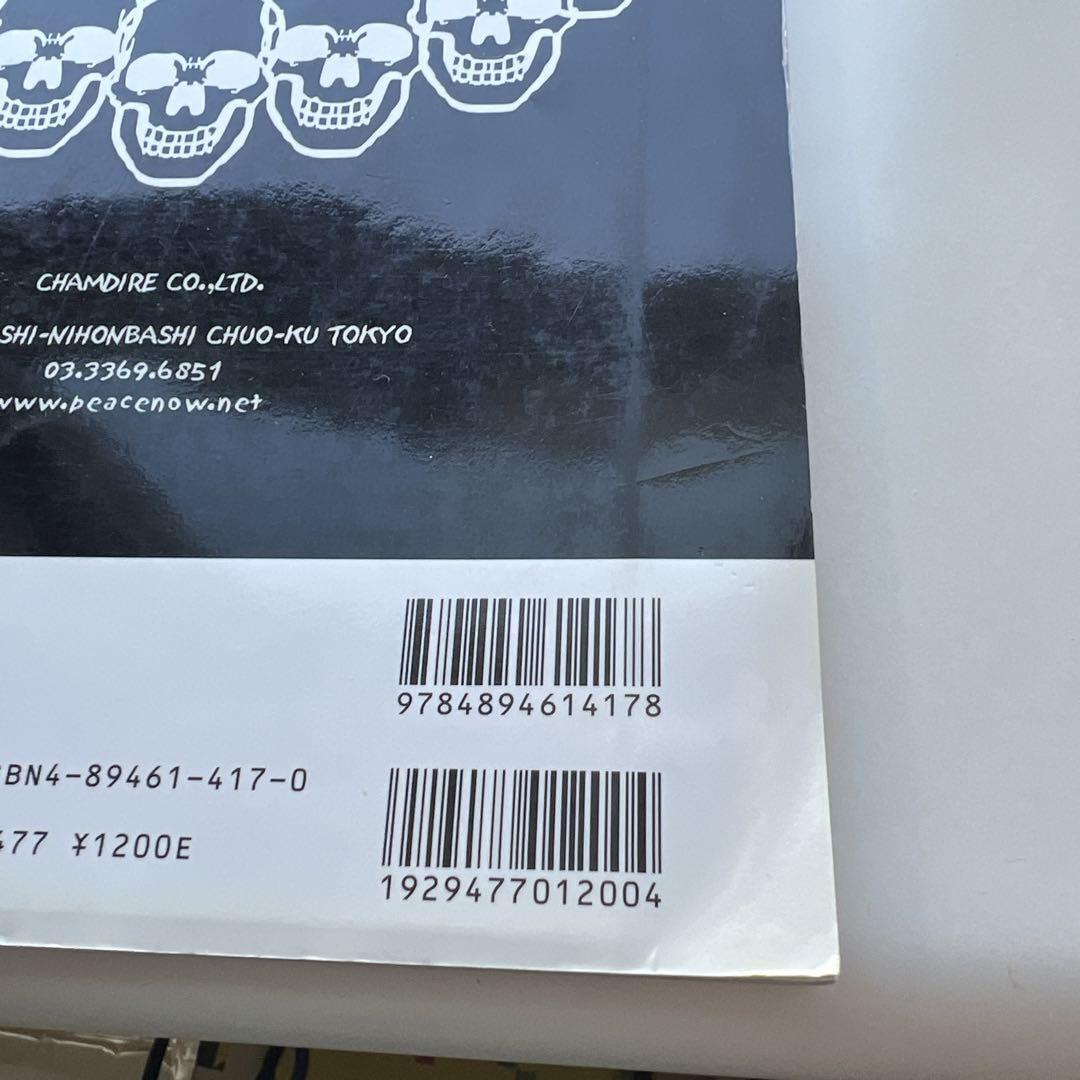 CHAMDIRE CO.,LTD.
SHI-NIHONBASHI CHUO-KU TOKYO
03.3369.6851
www.peacenow.net
9784894614178
BN4-89461-417-0
1929477012004
477 ¥1200E